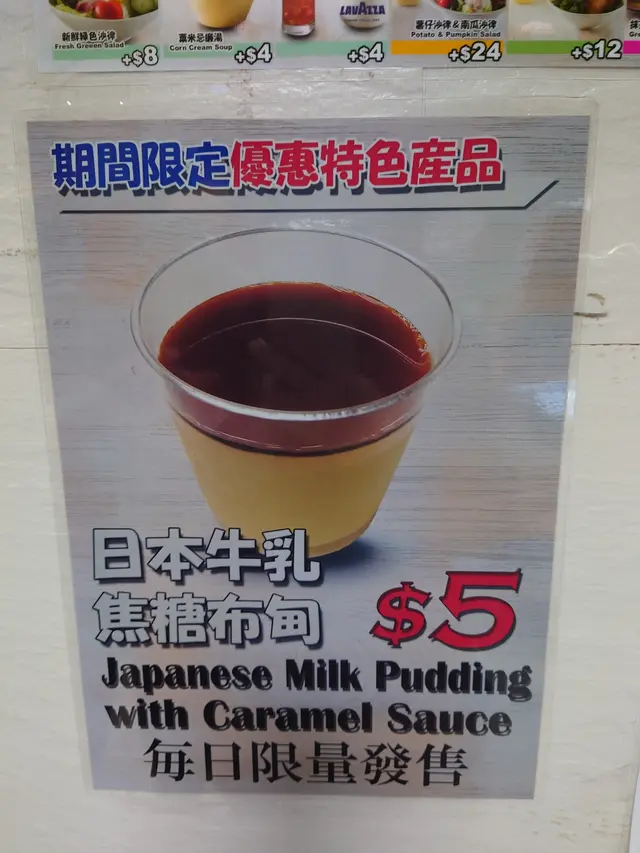 新鮮綠色沙律
Fresh Greeen Salad
+$8
粟米忌廉湯
Corn Cream Soup
+$4
LAVAZZA
+$4
薯仔沙律&南瓜沙律
Potato & Pumpkin Salad
+$24
+$12
期間限定優惠特色產品
日本牛乳
焦糖布甸
$5
Japanese Milk Pudding
with Caramel Sauce
每日限量發售